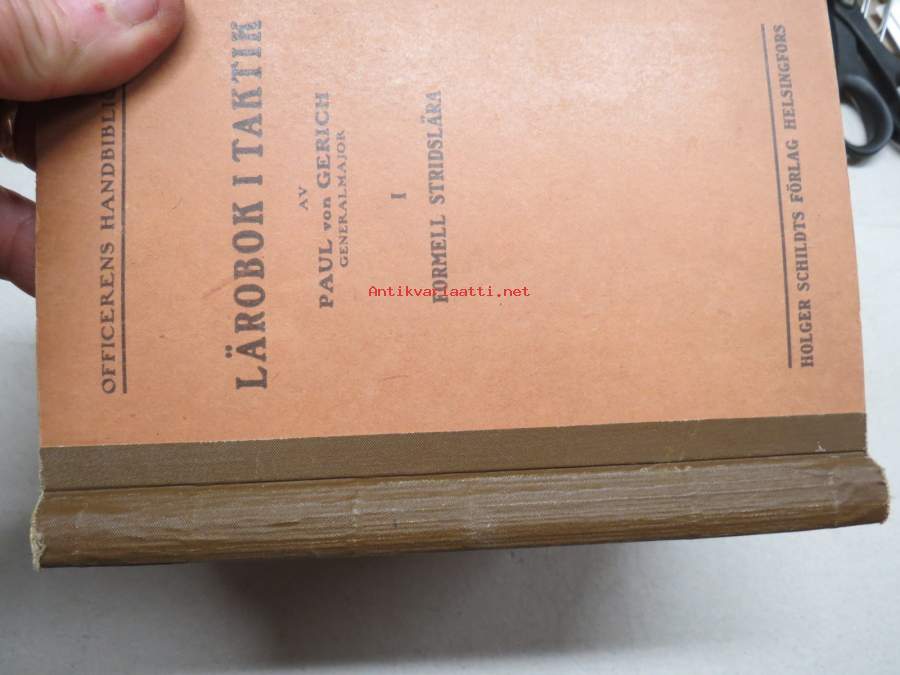 OFFICERENS HANDBIBLI
LÄROBOK I TAKTIK
AV
PAUL von GERICH
GENERALMAJOR
I
FORMELL STRIDSLÄRA
HOLGER SCHILDTS FÖRLAG HELSINGFORS
Antikvariaatti.net